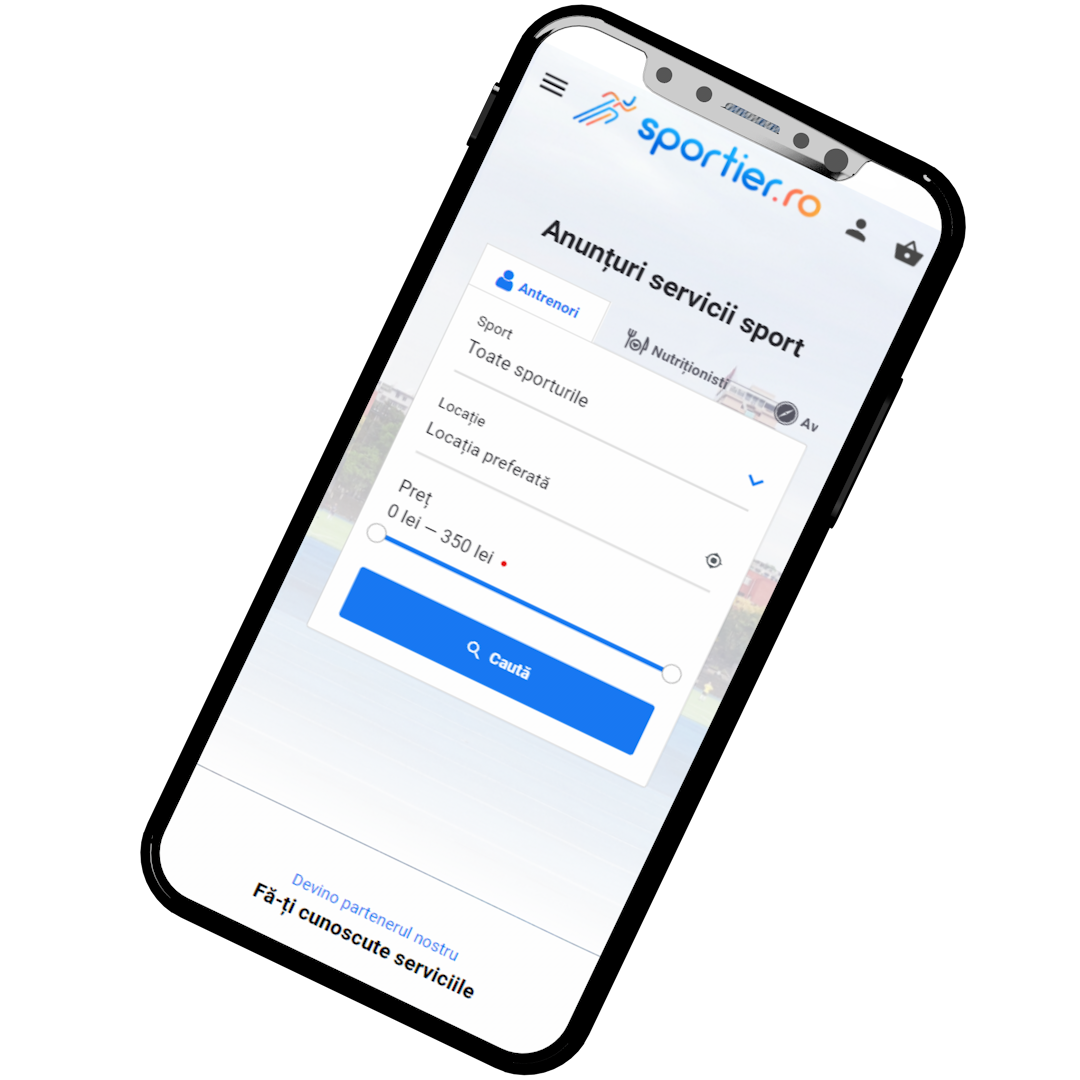 sportier.ro
Anunțuri servicii sport
Antrenori
Nutriționisti
Av
Sport
Toate sporturile
Locație
Locația preferată
Preț
0 lei – 350 lei
Caută
Devino partenerul nostru
Fă-ți cunoscute serviciile